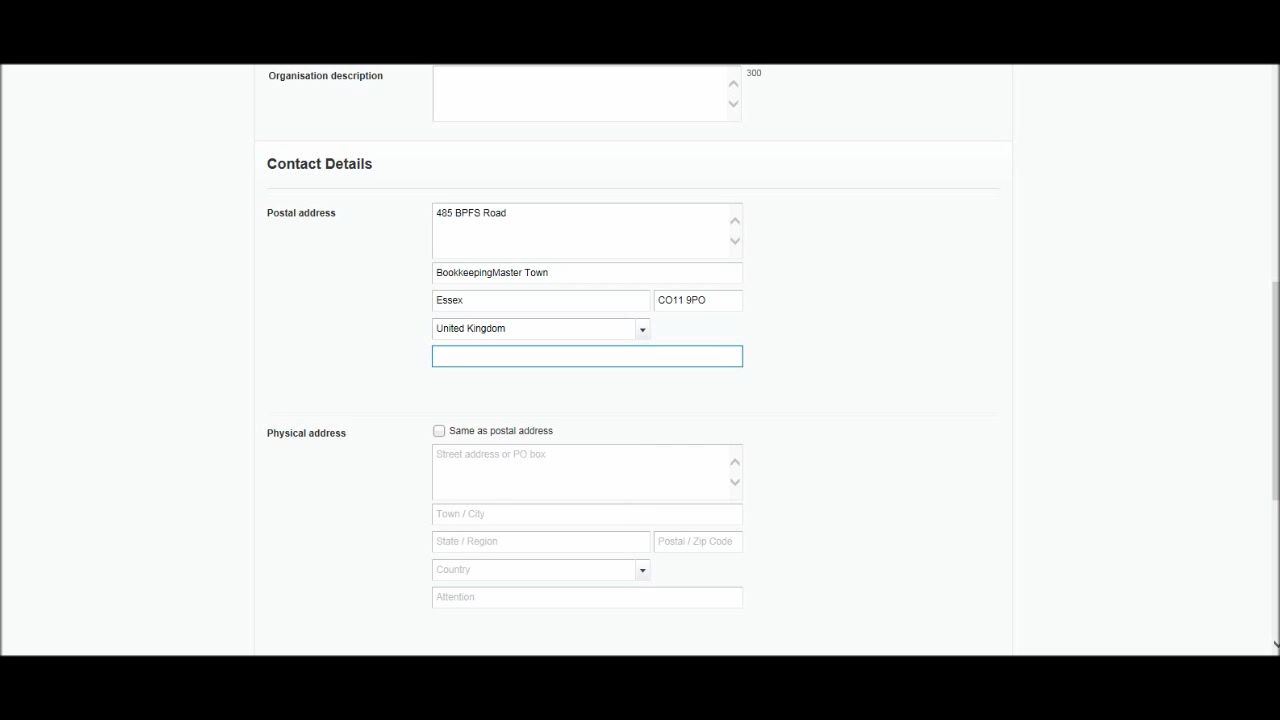 Organisation description
300
Contact Details
Postal address
485 BPFS Road
BookkeepingMaster Town
Essex
CO11 9PO
United Kingdom
Physical address
Same as postal address
Street address or PO box
Town / City
State / Region
Postal / Zip Code
Country
Attention